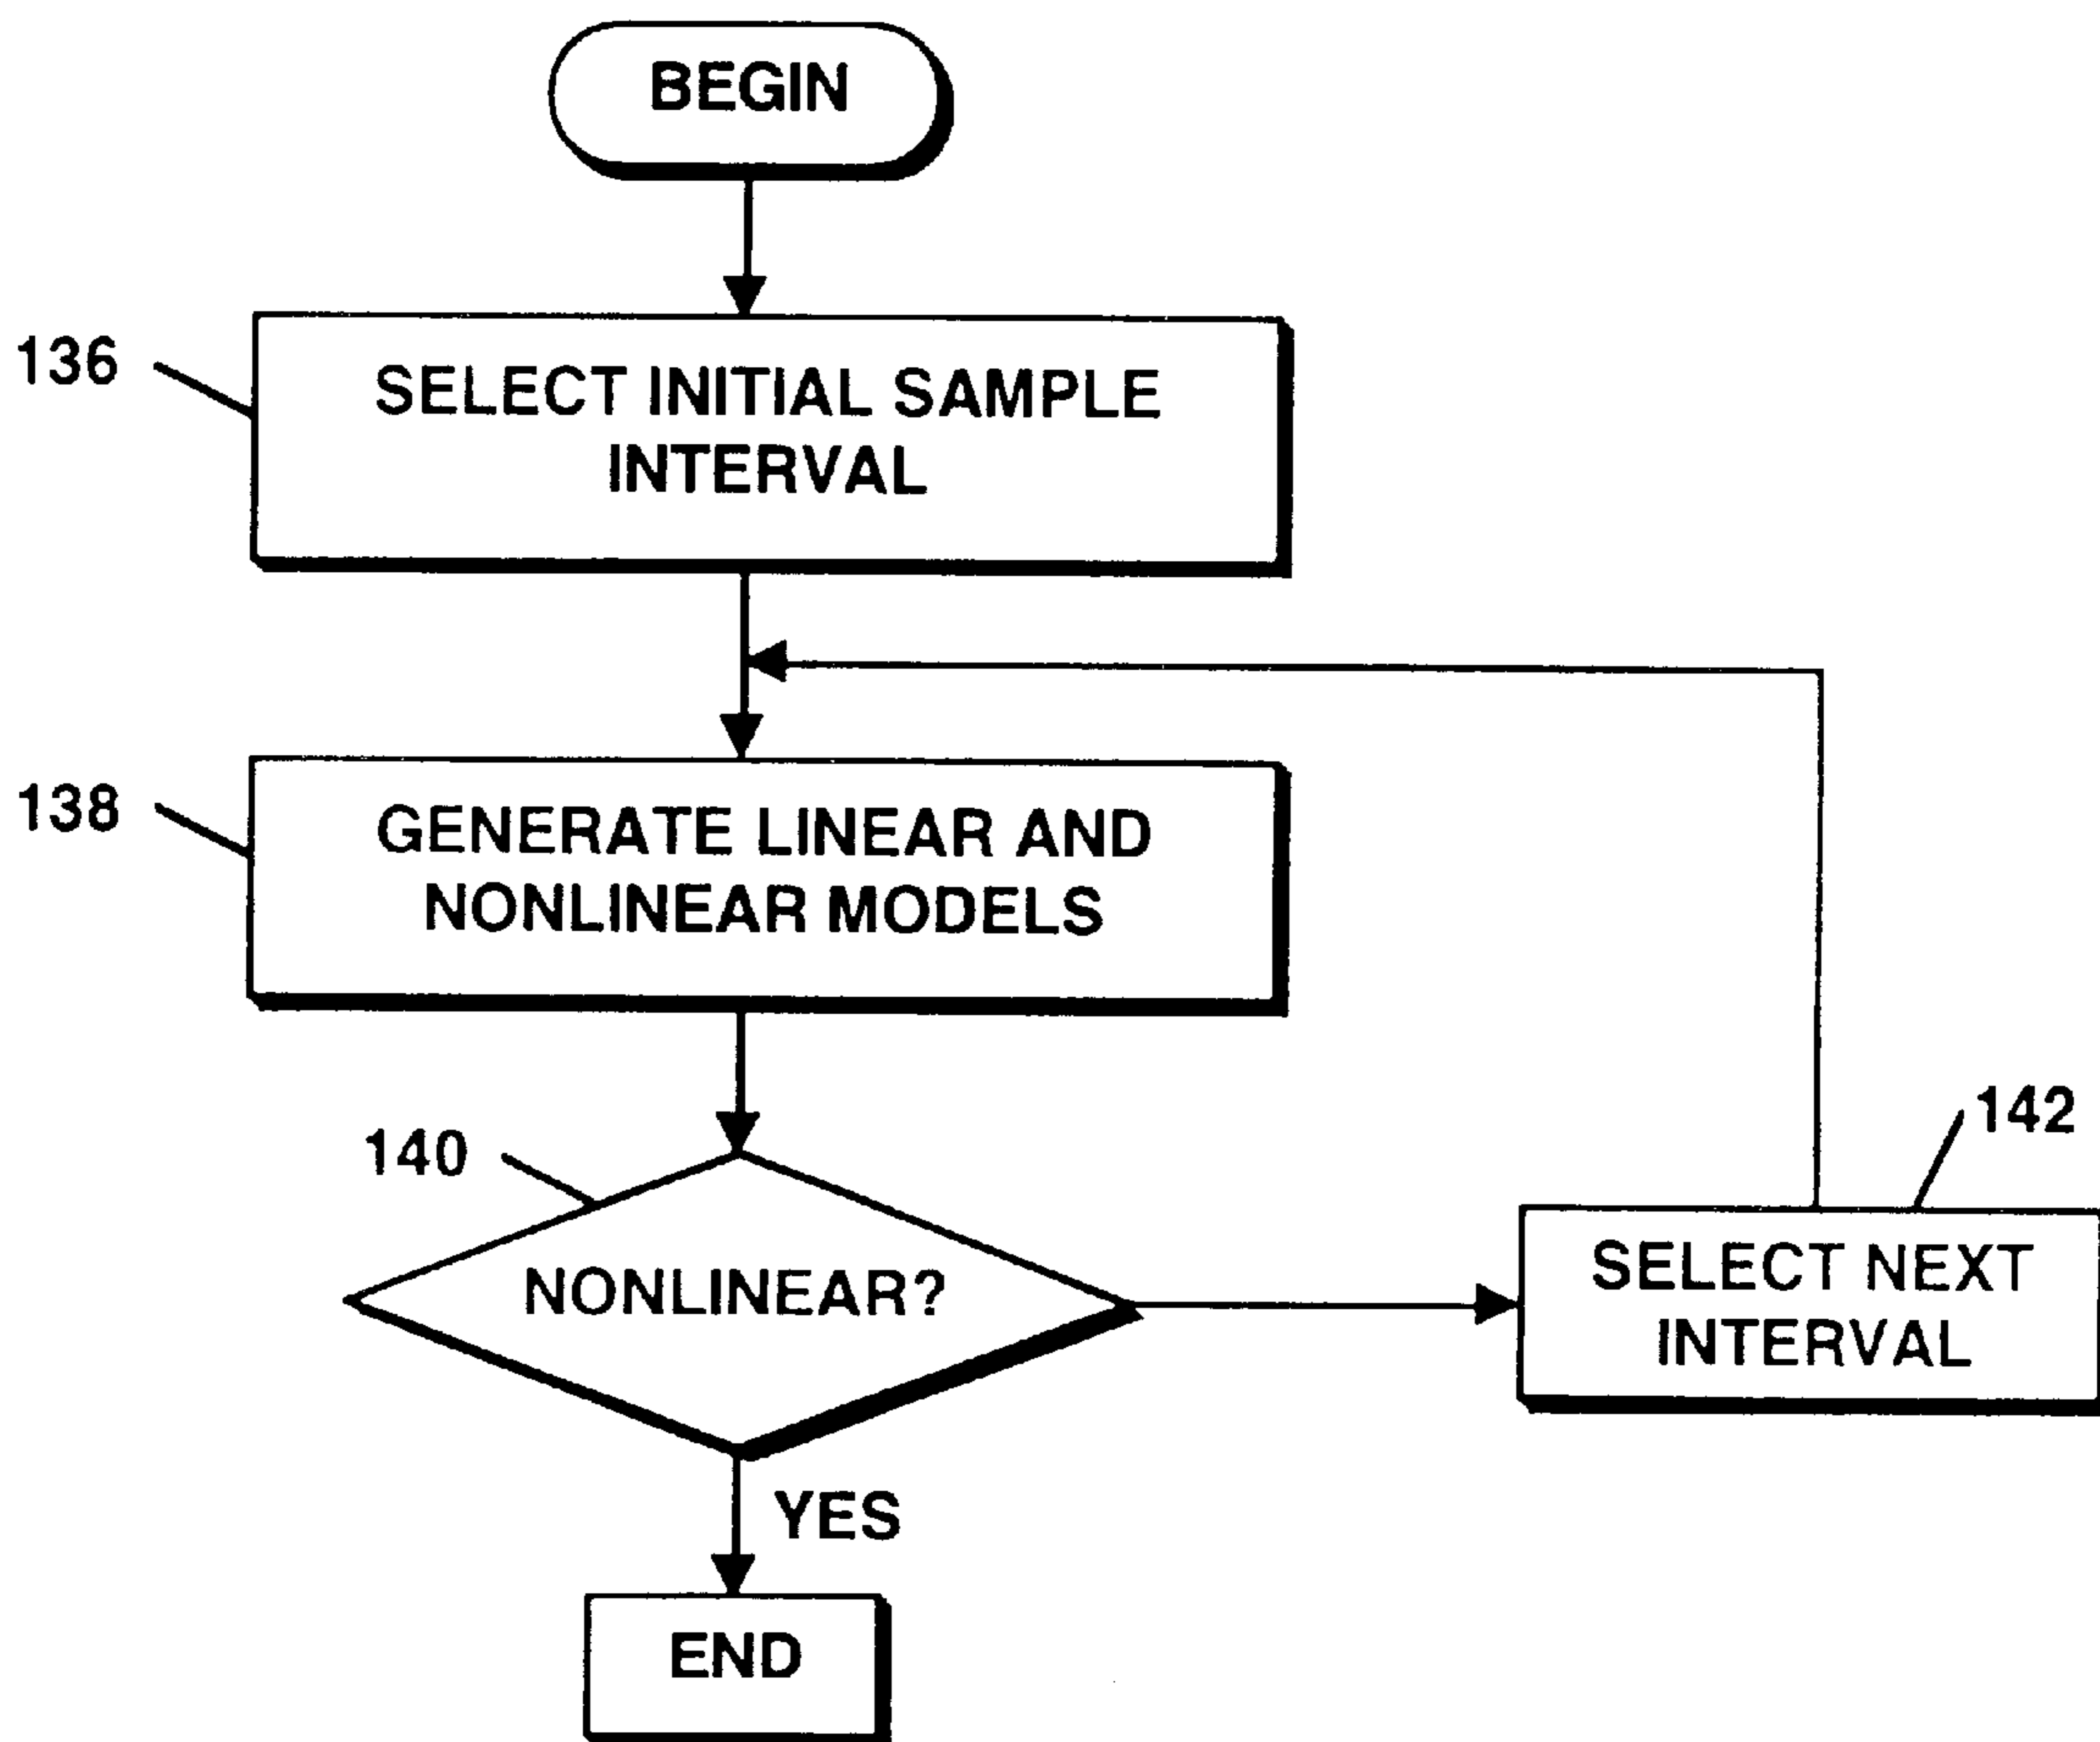 BEGIN
136
SELECT INITIAL SAMPLE
INTERVAL
138
GENERATE LINEAR AND
NONLINEAR MODELS
140
NONLINEAR?
142
SELECT NEXT
INTERVAL
YES
END